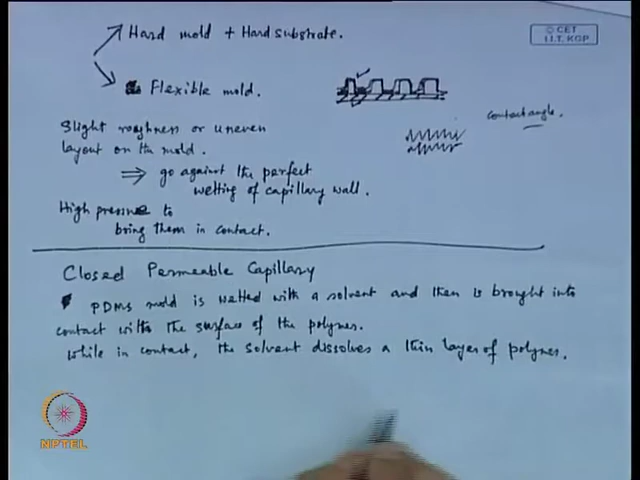 © CET
I.I.T. KGP
Hard mold + Hard substrate.
Flexible mold.
contact angle.
Slight roughness or uneven
layout on the mold.
⇒ go against the perfect
wetting of capillary wall.
High pressure to
bring them in contact.
Closed Permeable Capillary
PDMS mold is wetted with a solvent and then is brought into
contact with the surface of the polymer.
While in contact, the solvent dissolves a thin layer of polymer.
NPTEL